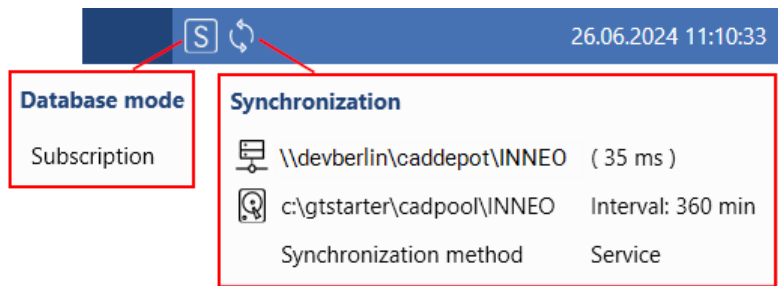 S 26.06.2024 11:10:33
Database mode
Subscription
Synchronization
\\devberlin\caddepot\INNEO ( 35 ms )
c:\gtstarter\cadpool\INNEO Interval: 360 min
Synchronization method Service